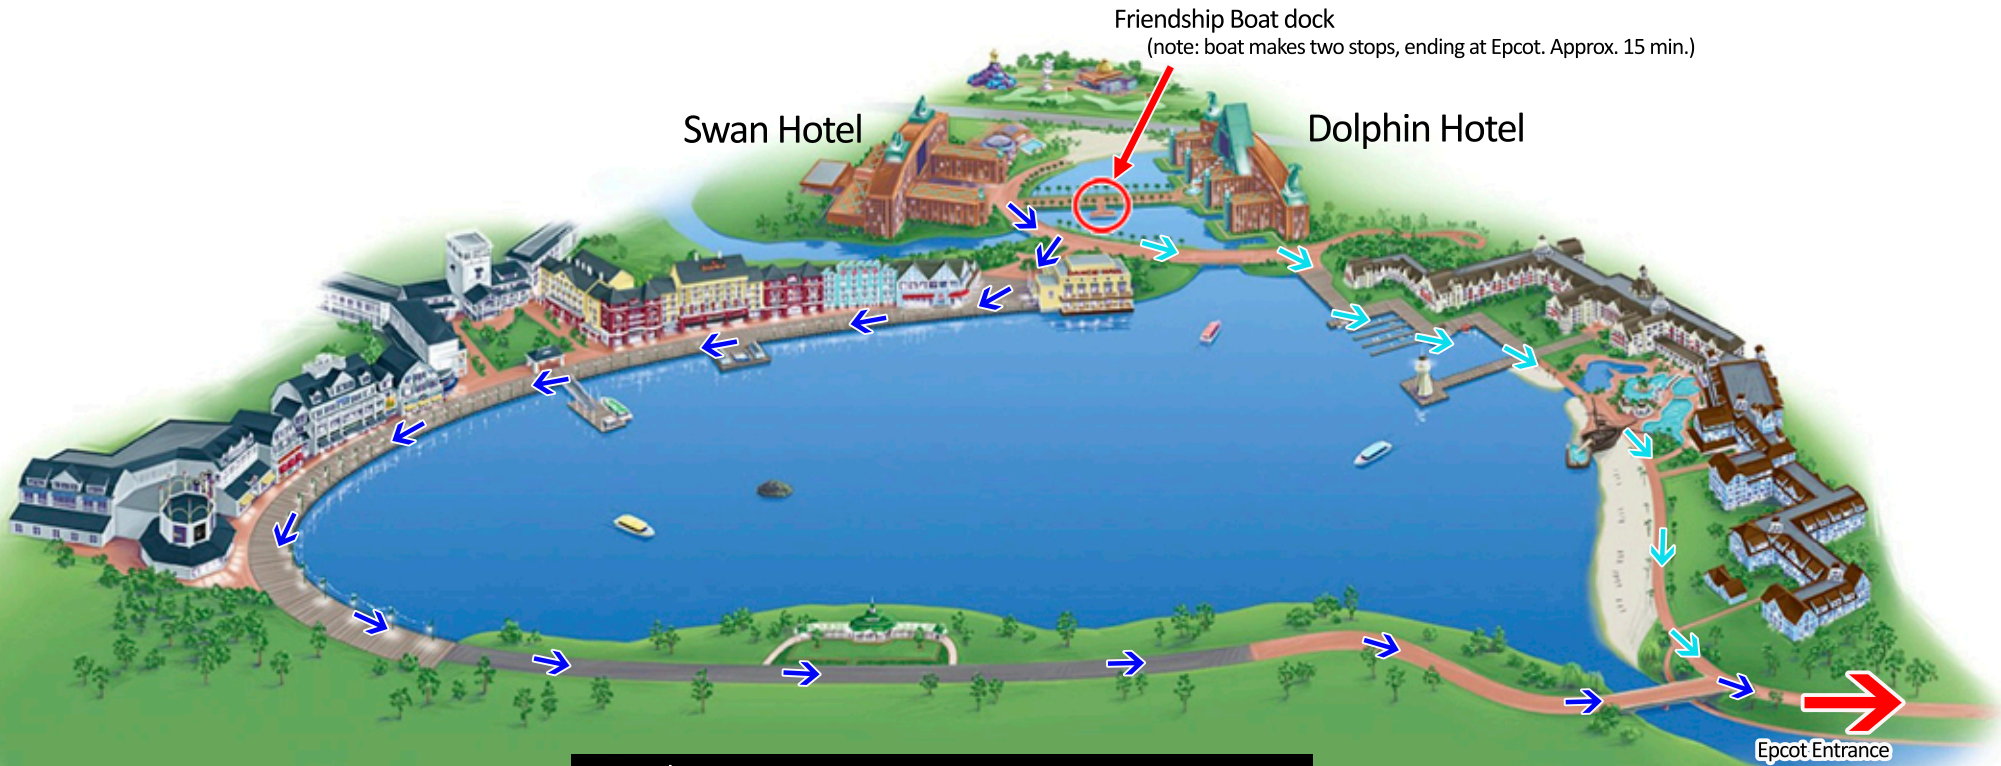 Friendship Boat dock
(note: boat makes two stops, ending at Epcot. Approx. 15 min.)
Swan Hotel
Dolphin Hotel
Epcot Entrance